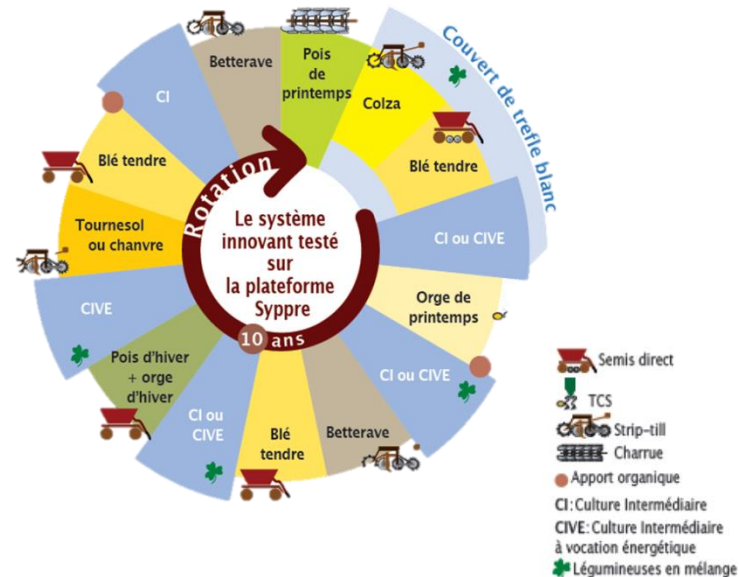 Betterave
Pois
de
printemps
Colza
Couvert de trefle blanc
Blé tendre
CI ou CIVE
Orge de
printemps
CI ou CIVE
Betterave
Blé
tendre
CI ou
CIVE
Pois d'hiver
+ orge
d'hiver
CIVE
Tournesol
ou chanvre
Blé tendre
CI
Rotation
Le système
innovant testé
sur
la plateforme
Syppre
10 ans
Semis direct
TCS
Strip-till
Charrue
Apport organique
CI: Culture Intermédiaire
CIVE: Culture Intermédiaire
à vocation énergétique
Légumineuses en mélange